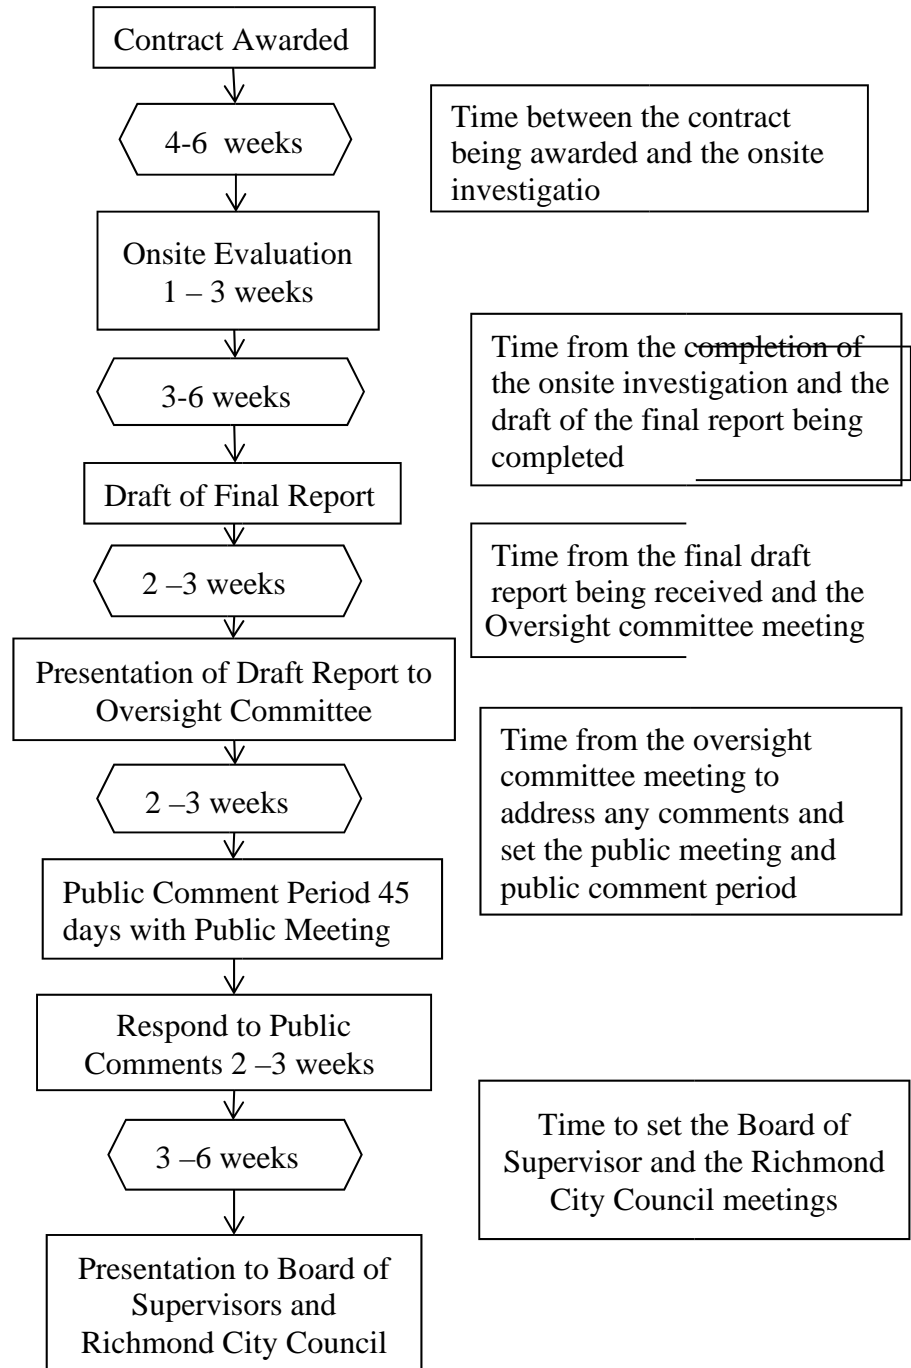 Contract Awarded
4-6 weeks
Time between the contract
being awarded and the onsite
investigatio
Onsite Evaluation
1 – 3 weeks
Time from the completion of
the onsite investigation and the
draft of the final report being
completed
3-6 weeks
Draft of Final Report
Time from the final draft
report being received and the
Oversight committee meeting
2 –3 weeks
Presentation of Draft Report to
Oversight Committee
Time from the oversight
committee meeting to
address any comments and
set the public meeting and
public comment period
2 –3 weeks
Public Comment Period 45
days with Public Meeting
Respond to Public
Comments 2 –3 weeks
Time to set the Board of
Supervisor and the Richmond
City Council meetings
3 –6 weeks
Presentation to Board of
Supervisors and
Richmond City Council